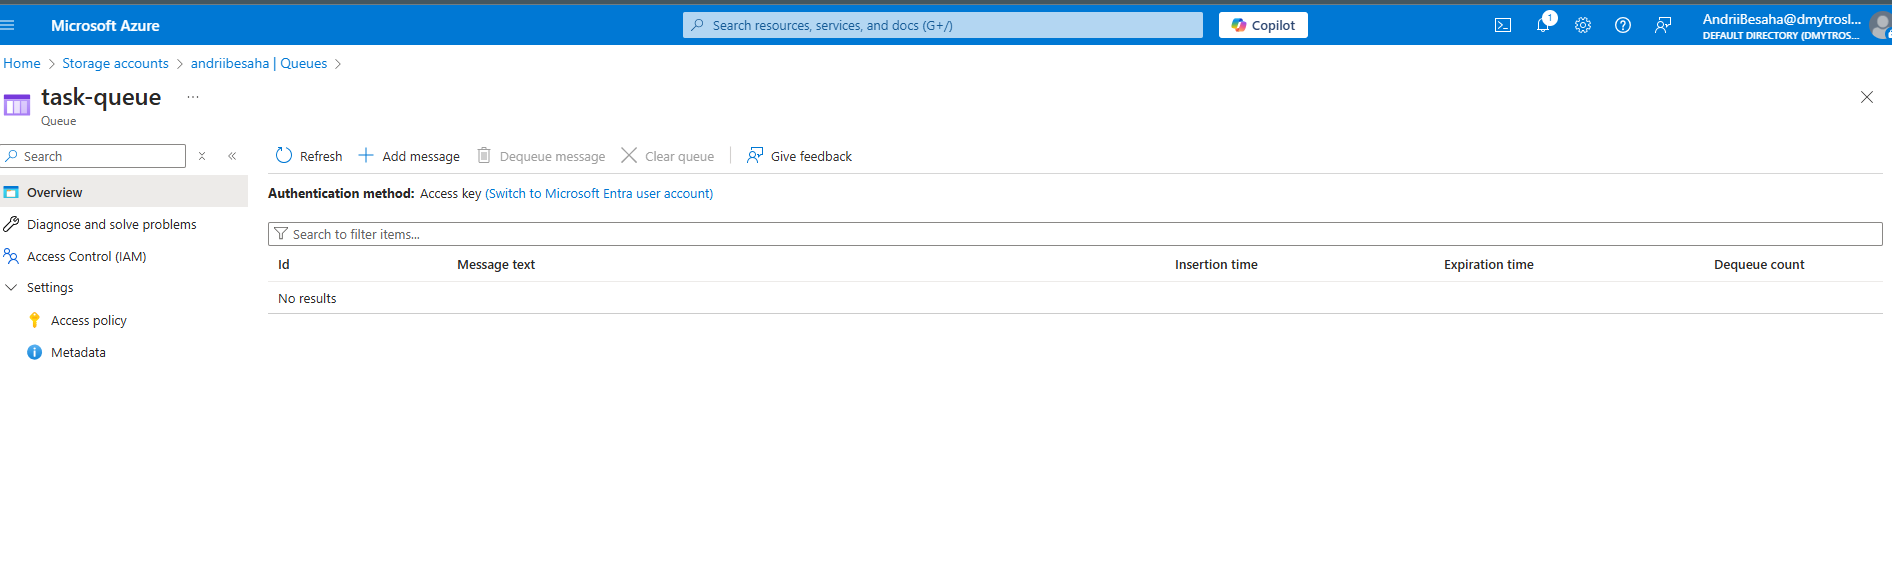 Microsoft Azure
Search resources, services, and docs (G+/)
Copilot
1
AndriiBesaha@dmytrosl...
DEFAULT DIRECTORY (DMYTROS...
Home > Storage accounts > andriibesaha | Queues >
task-queue ...
Queue
Search
Refresh
Add message
Dequeue message
Clear queue
Give feedback
Overview
Authentication method: Access key (Switch to Microsoft Entra user account)
Diagnose and solve problems
Search to filter items...
Access Control (IAM)
Id Message text Insertion time Expiration time Dequeue count
Settings
No results
Access policy
Metadata